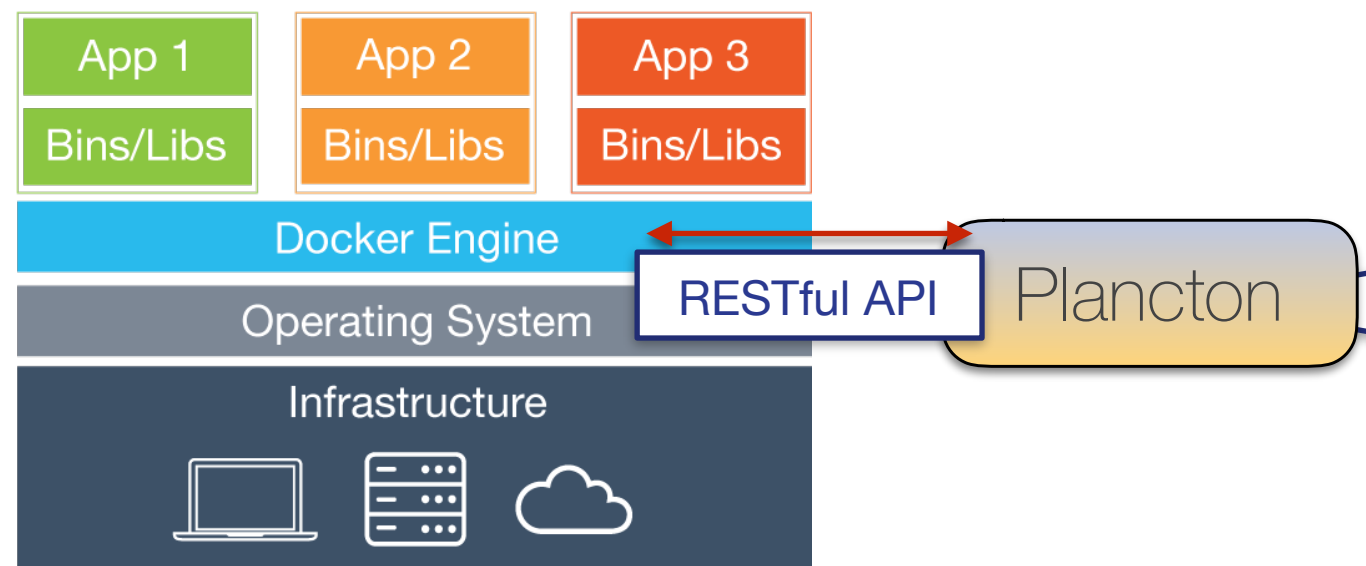 App 1
App 2
App 3
Bins/Libs
Bins/Libs
Bins/Libs
Docker Engine
Operating System
RESTful API
Plancton
Infrastructure